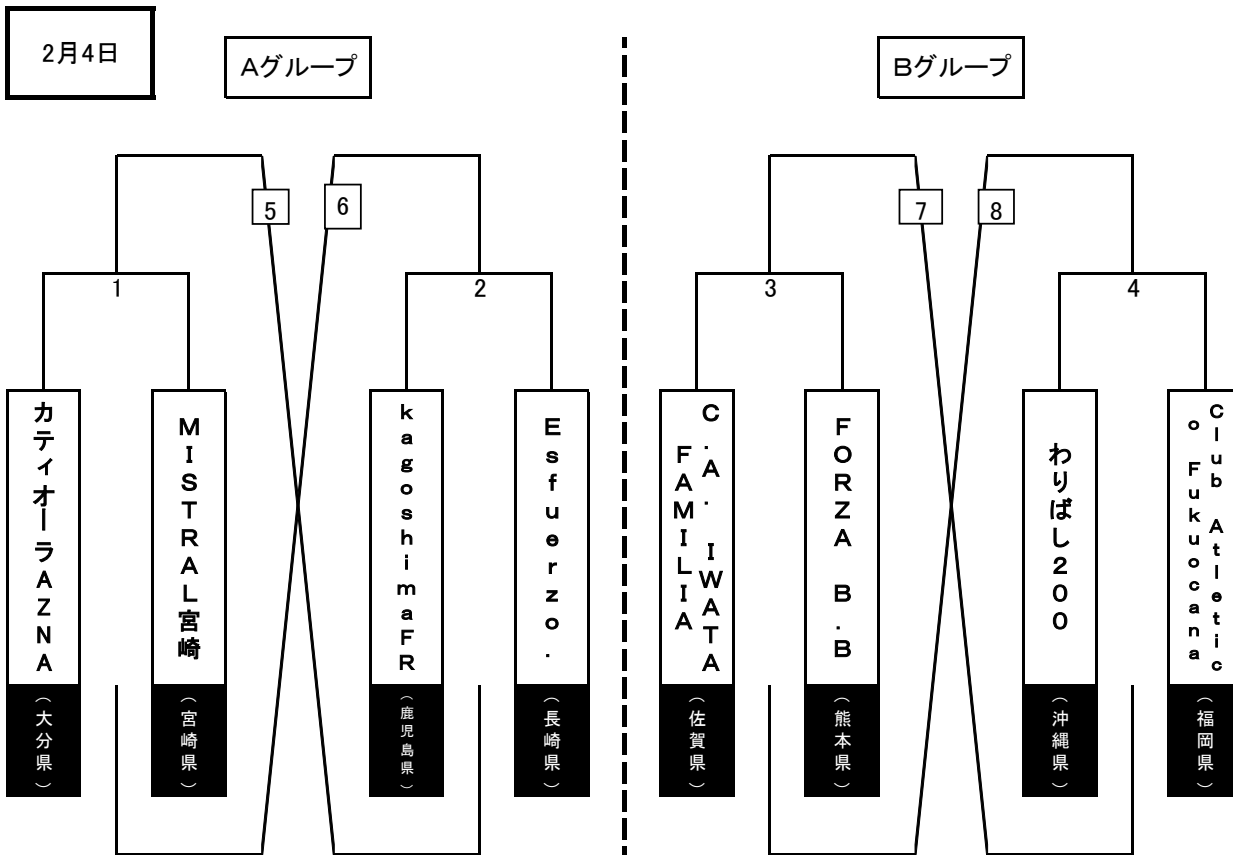 2月4日
Aグループ
Bグループ
5
6
7
8
1
2
3
4
カティオーラAZNA
MISTRAL宮崎
kagoshimaFR
Esfuerzo.
C.A. IWATA
FAMILIA
FORZA B.B
わりばし200
Club Atletic
o Fukuocana
（大分県）
（宮崎県）
（鹿児島県）
（長崎県）
（佐賀県）
（熊本県）
（沖縄県）
（福岡県）